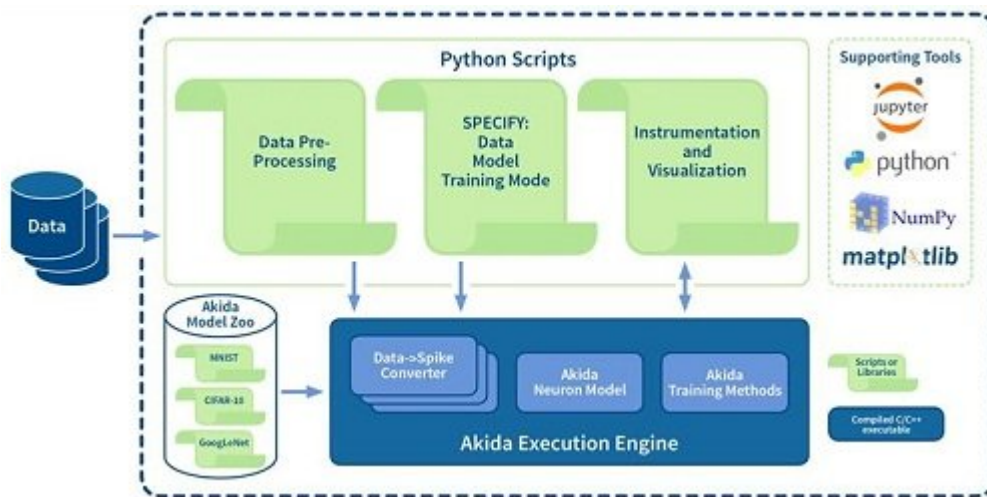 Python Scripts
Data Pre-
Processing
SPECIFY:
Data
Model
Training Mode
Instrumentation
and
Visualization
Supporting Tools
jupyter
python
NumPy
matplotlib
Data
Akida
Model Zoo
MNIST
CIFAR-10
GoogLeNet
Data->Spike
Converter
Akida
Neuron Model
Akida
Training Methods
Akida Execution Engine
Scripts or
Libraries
Compiled C/C++
executable